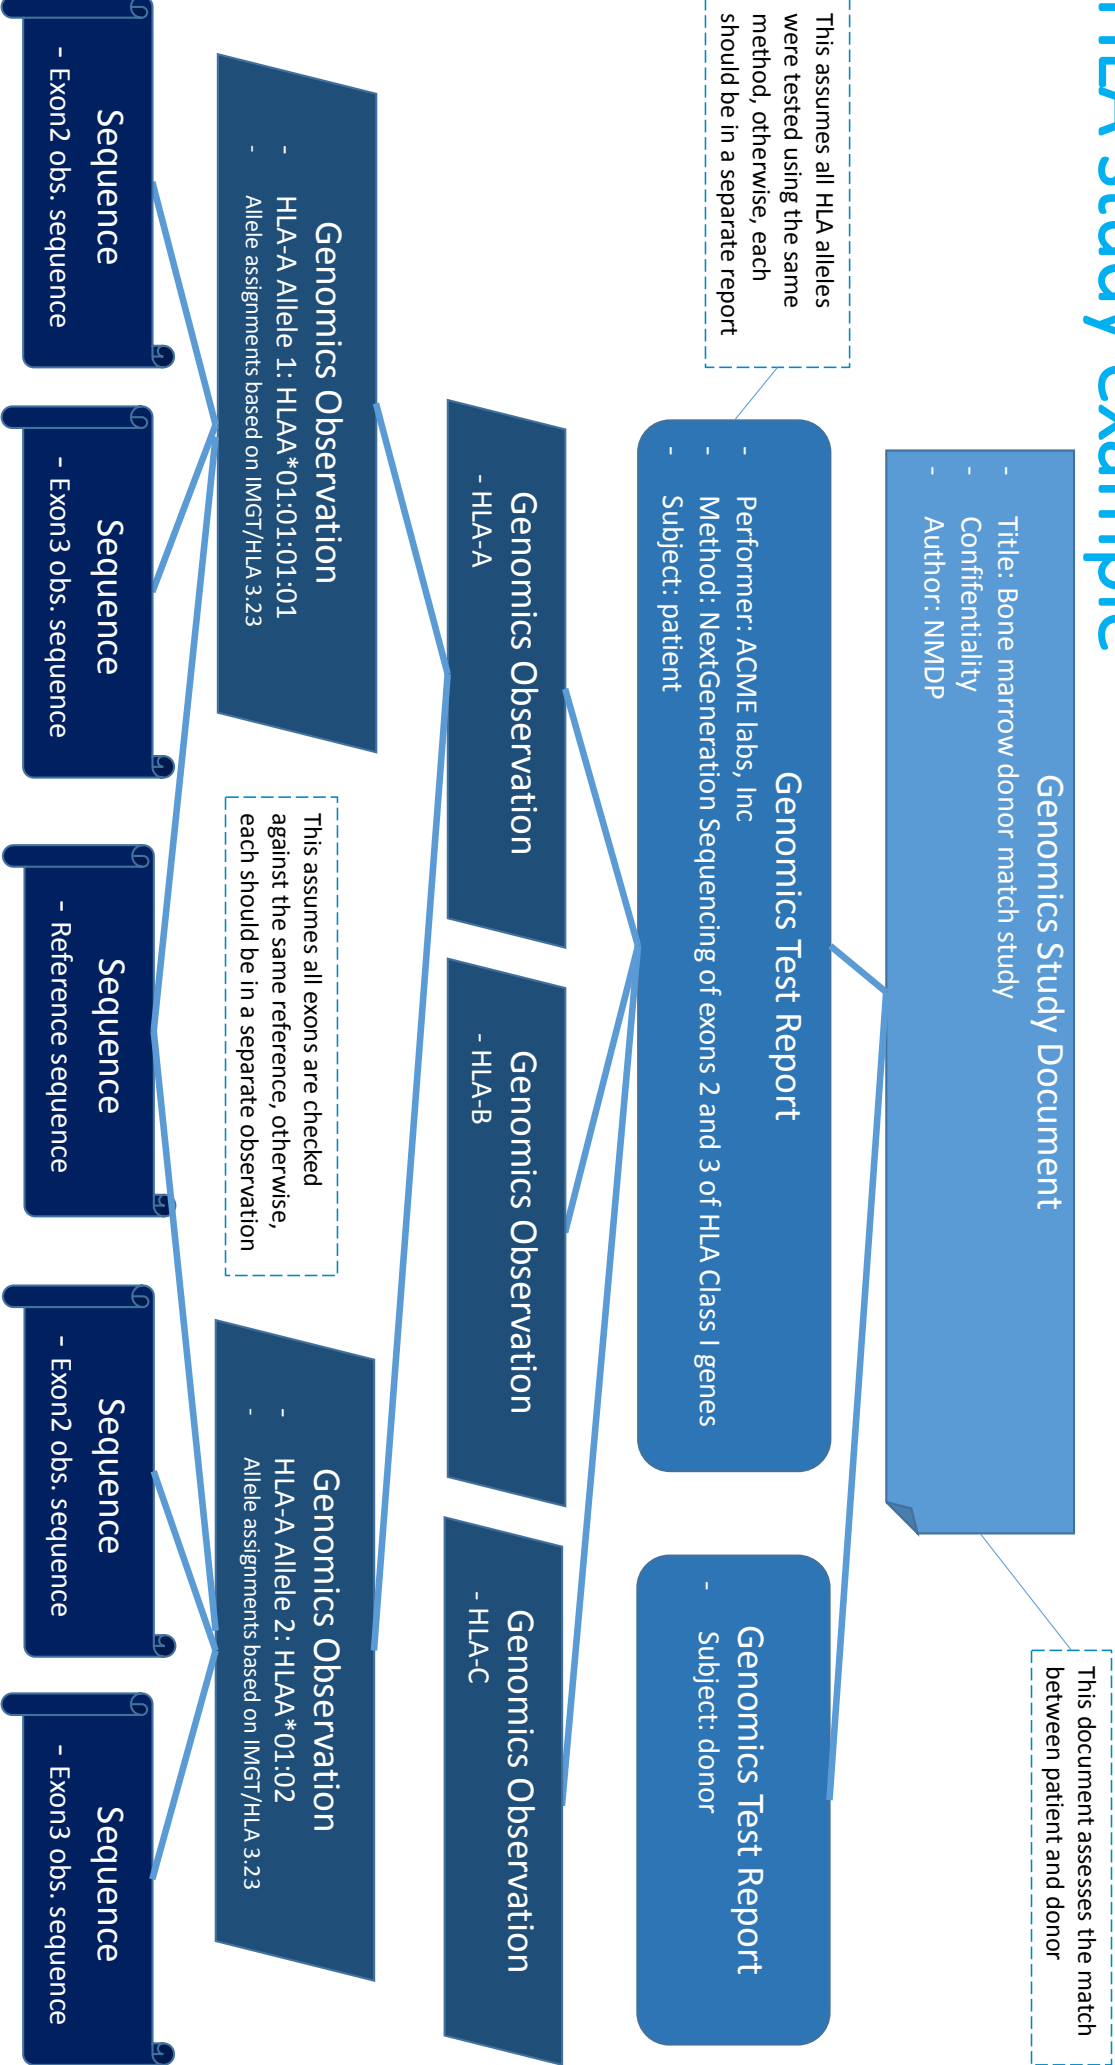 HLA Study Example
Genomics Study Document
- Title: Bone marrow donor match study
- Confifentiality
- Author: NMDP
This document assesses the match
between patient and donor
This assumes all HLA alleles
were tested using the same
method, otherwise, each
should be in a separate report
Genomics Test Report
- Performer: ACME labs, Inc
- Method: NextGeneration Sequencing of exons 2 and 3 of HLA Class I genes
- Subject: patient
Genomics Test Report
- Subject: donor
Genomics Observation
- HLA-A
Genomics Observation
- HLA-B
Genomics Observation
- HLA-C
Genomics Observation
- HLA-A Allele 1: HLAA*01:01:01:01
- Allele assignments based on IMGT/HLA 3.23
This assumes all exons are checked
against the same reference, otherwise,
each should be in a separate observation
Genomics Observation
- HLA-A Allele 2: HLAA*01:02
- Allele assignments based on IMGT/HLA 3.23
Sequence
- Exon2 obs. sequence
Sequence
- Exon3 obs. sequence
Sequence
- Reference sequence
Sequence
- Exon2 obs. sequence
Sequence
- Exon3 obs. sequence